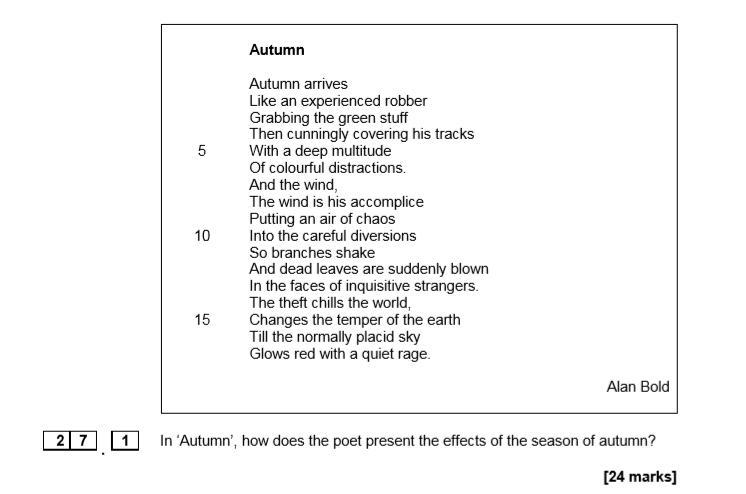 Autumn
Autumn arrives
Like an experienced robber
Grabbing the green stuff
Then cunningly covering his tracks
5 With a deep multitude
Of colourful distractions.
And the wind,
The wind is his accomplice
Putting an air of chaos
10 Into the careful diversions
So branches shake
And dead leaves are suddenly blown
In the faces of inquisitive strangers.
The theft chills the world,
15 Changes the temper of the earth
Till the normally placid sky
Glows red with a quiet rage.
Alan Bold
2 7 . 1 In 'Autumn', how does the poet present the effects of the season of autumn?
[24 marks]